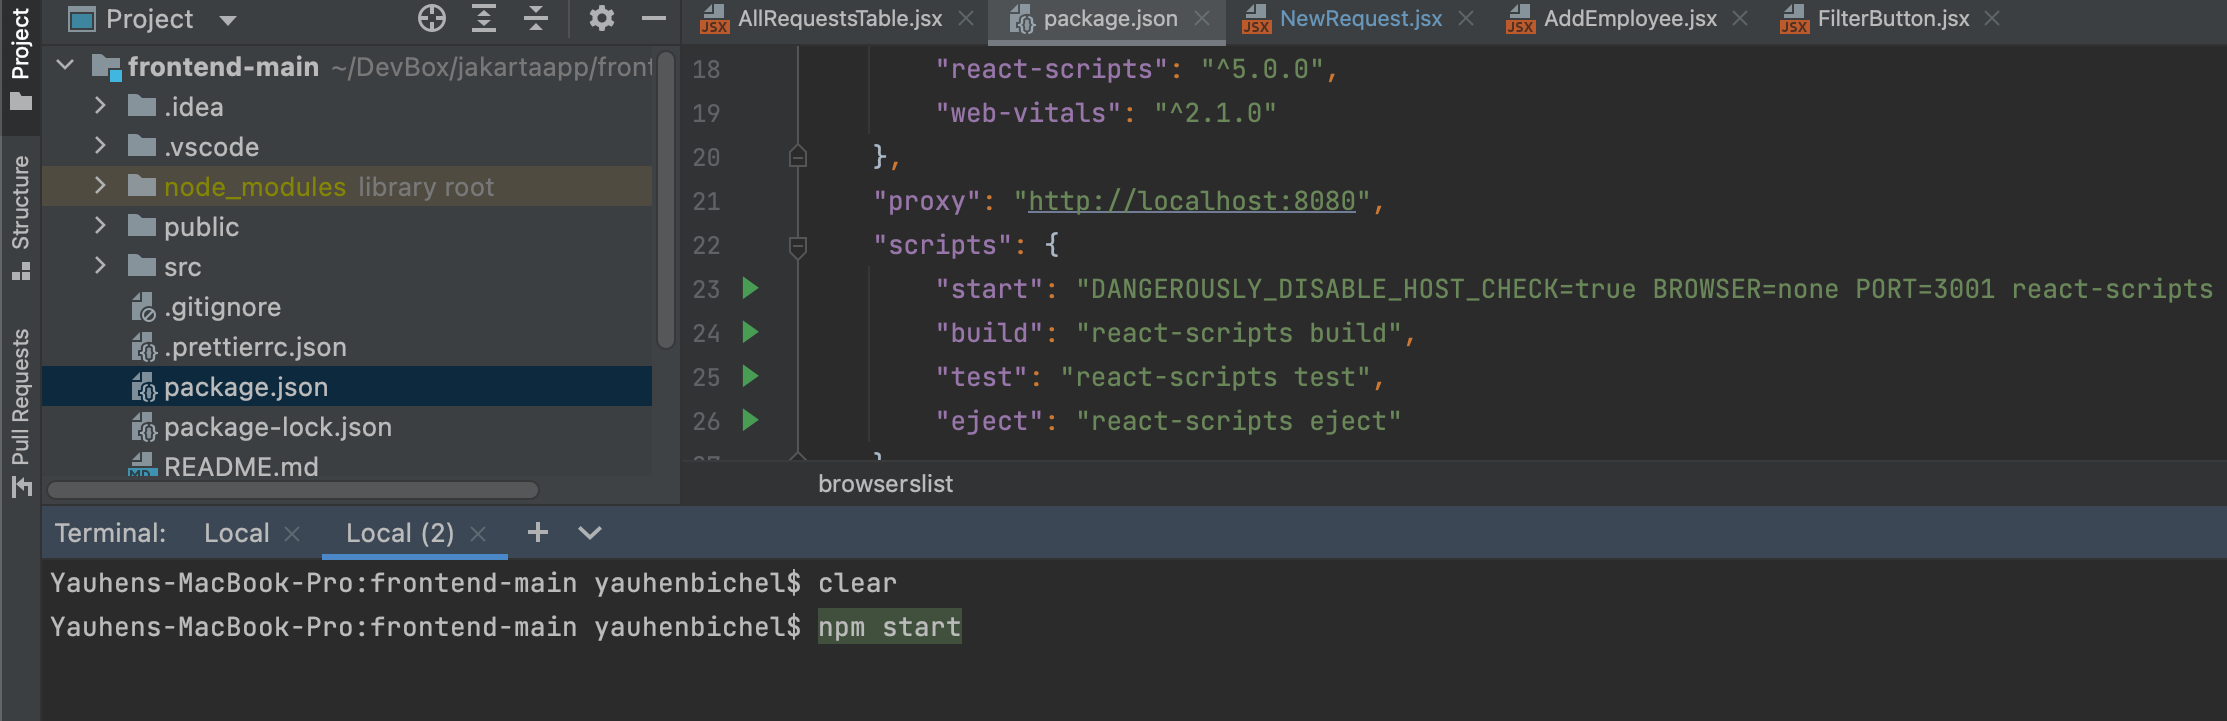 Project
AllRequestsTable.jsx
package.json
NewRequest.jsx
AddEmployee.jsx
FilterButton.jsx
Project
Structure
Pull Requests
frontend-main ~/DevBox/jakartaapp/front
.idea
.vscode
node_modules library root
public
src
.gitignore
.prettierrc.json
package.json
package-lock.json
README.md
18 "react-scripts": "^5.0.0",
19 "web-vitals": "^2.1.0"
20 },
21 "proxy": "http://localhost:8080",
22 "scripts": {
23 "start": "DANGEROUSLY_DISABLE_HOST_CHECK=true BROWSER=none PORT=3001 react-scripts
24 "build": "react-scripts build",
25 "test": "react-scripts test",
26 "eject": "react-scripts eject"
browserslist
Terminal: Local Local (2)
Yauhens-MacBook-Pro:frontend-main yauhenbichel$ clear
Yauhens-MacBook-Pro:frontend-main yauhenbichel$ npm start